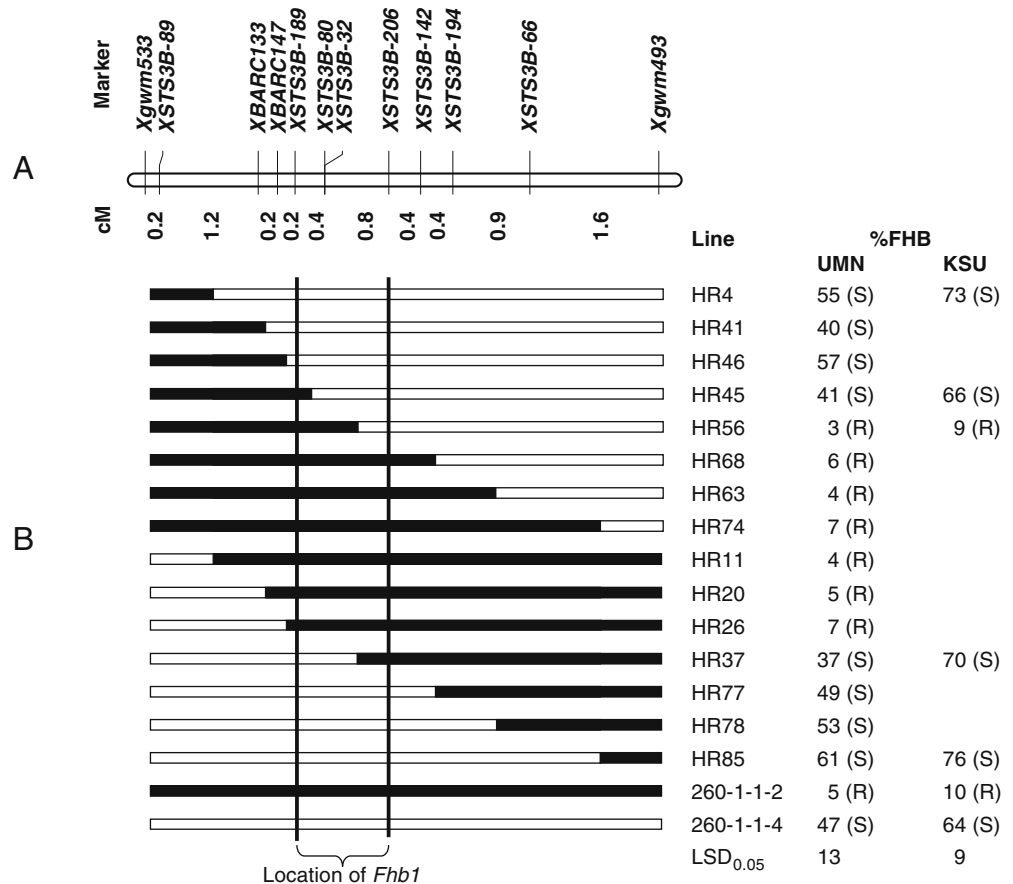 Marker
Xgwm533
XSTS3B-89
XBARC133
XBARC147
XSTS3B-189
XSTS3B-80
XSTS3B-32
XSTS3B-206
XSTS3B-142
XSTS3B-194
XSTS3B-66
Xgwm493
A
cM 0.2 1.2 0.2 0.2 0.4 0.8 0.4 0.4 0.9 1.6
Line %FHB
UMN KSU
HR4 55 (S) 73 (S)
HR41 40 (S)
HR46 57 (S)
HR45 41 (S) 66 (S)
HR56 3 (R) 9 (R)
HR68 6 (R)
HR63 4 (R)
HR74 7 (R)
B
HR11 4 (R)
HR20 5 (R)
HR26 7 (R)
HR37 37 (S) 70 (S)
HR77 49 (S)
HR78 53 (S)
HR85 61 (S) 76 (S)
260-1-1-2 5 (R) 10 (R)
260-1-1-4 47 (S) 64 (S)
LSD0.05 13 9
Location of Fhb1